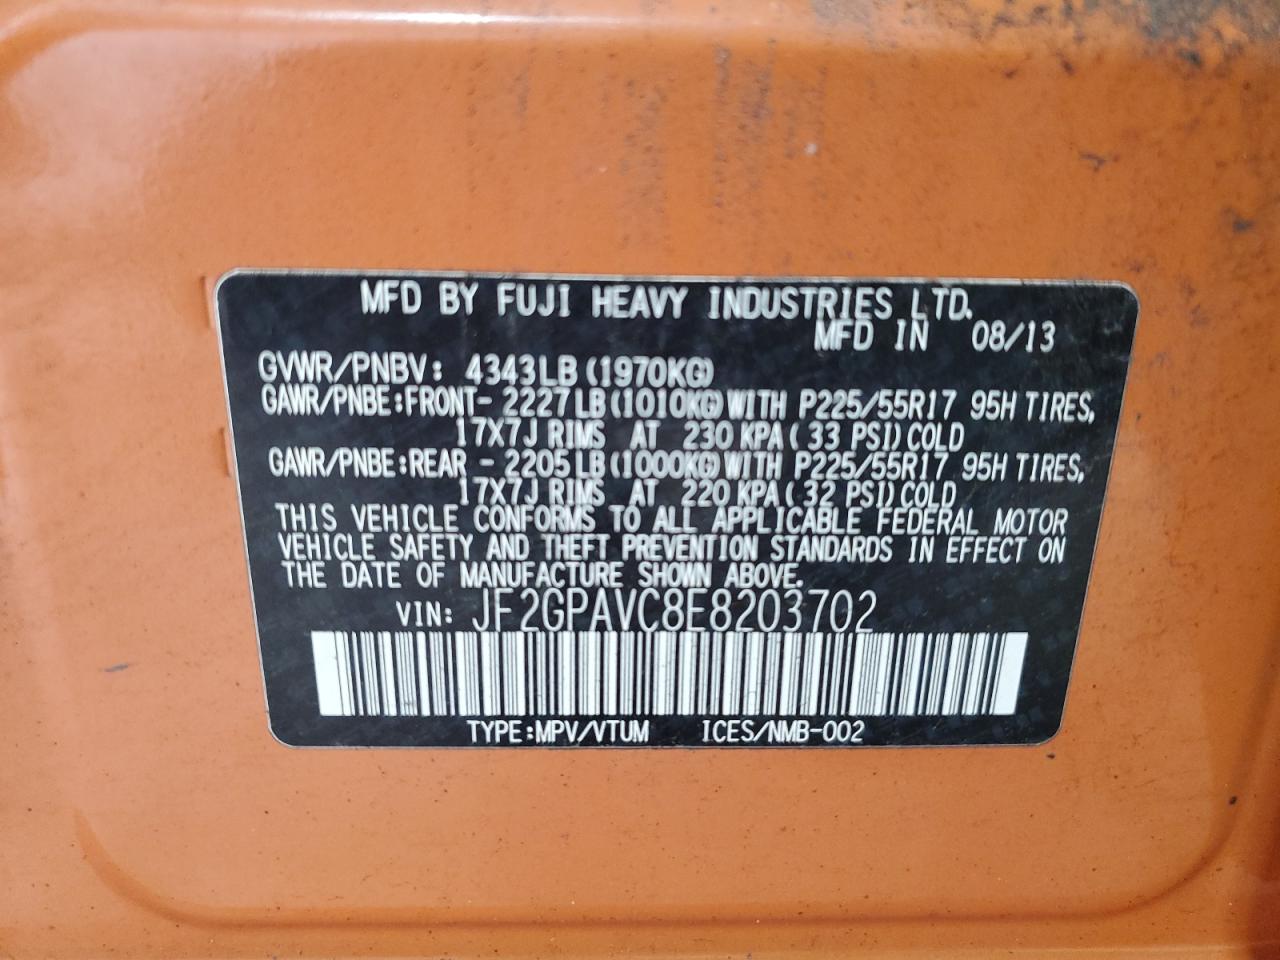 MFD BY FUJI HEAVY INDUSTRIES LTD.
MFD IN 08/13
GVWR/PNBV: 4343LB(1970KG)
GAWR/PNBE:FRONT- 2227LB(1010KG)WITH P225/55R17 95H TIRES,
17X7J RIMS AT 230 KPA( 33 PSI)COLD
GAWR/PNBE:REAR - 2205LB(1000KG)WITH P225/55R17 95H TIRES,
17X7J RIMS AT 220 KPA( 32 PSI)COLD
THIS VEHICLE CONFORMS TO ALL APPLICABLE FEDERAL MOTOR
VEHICLE SAFETY AND THEFT PREVENTION STANDARDS IN EFFECT ON
THE DATE OF MANUFACTURE SHOWN ABOVE.
VIN: JF2GPAVC8E8203702
TYPE:MPV/VTUM ICES/NMB-002